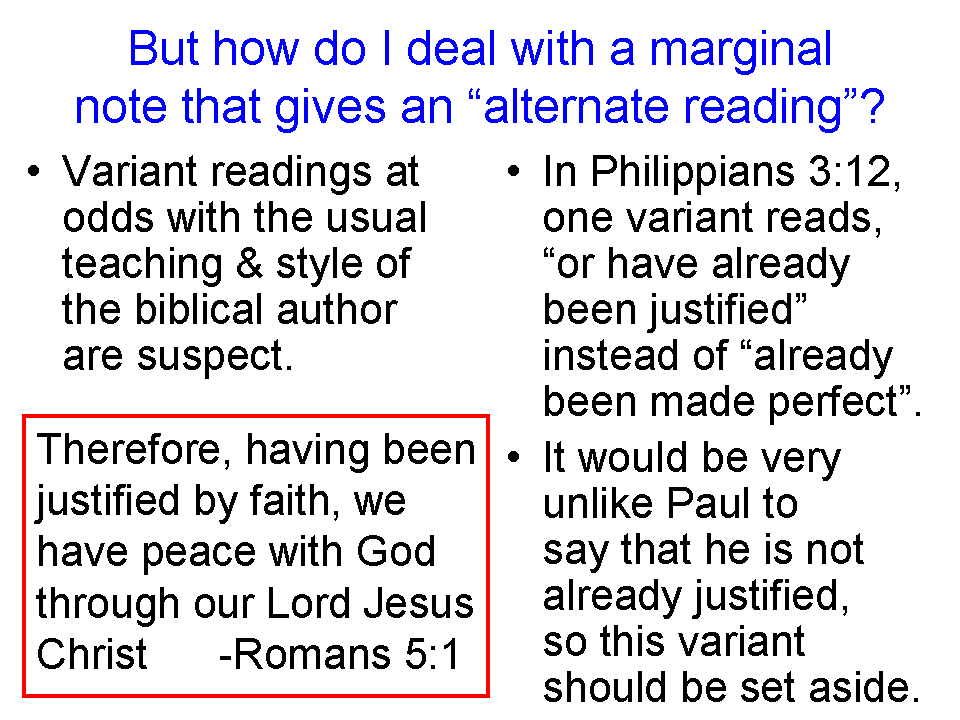 But how do I deal with a marginal
note that gives an “alternate reading”?
• Variant readings at
odds with the usual
teaching & style of
the biblical author
are suspect.
Therefore, having been
justified by faith, we
have peace with God
through our Lord Jesus
Christ -Romans 5:1
• In Philippians 3:12,
one variant reads,
“or have already
been justified”
instead of “already
been made perfect”.
• It would be very
unlike Paul to
say that he is not
already justified,
so this variant
should be set aside.